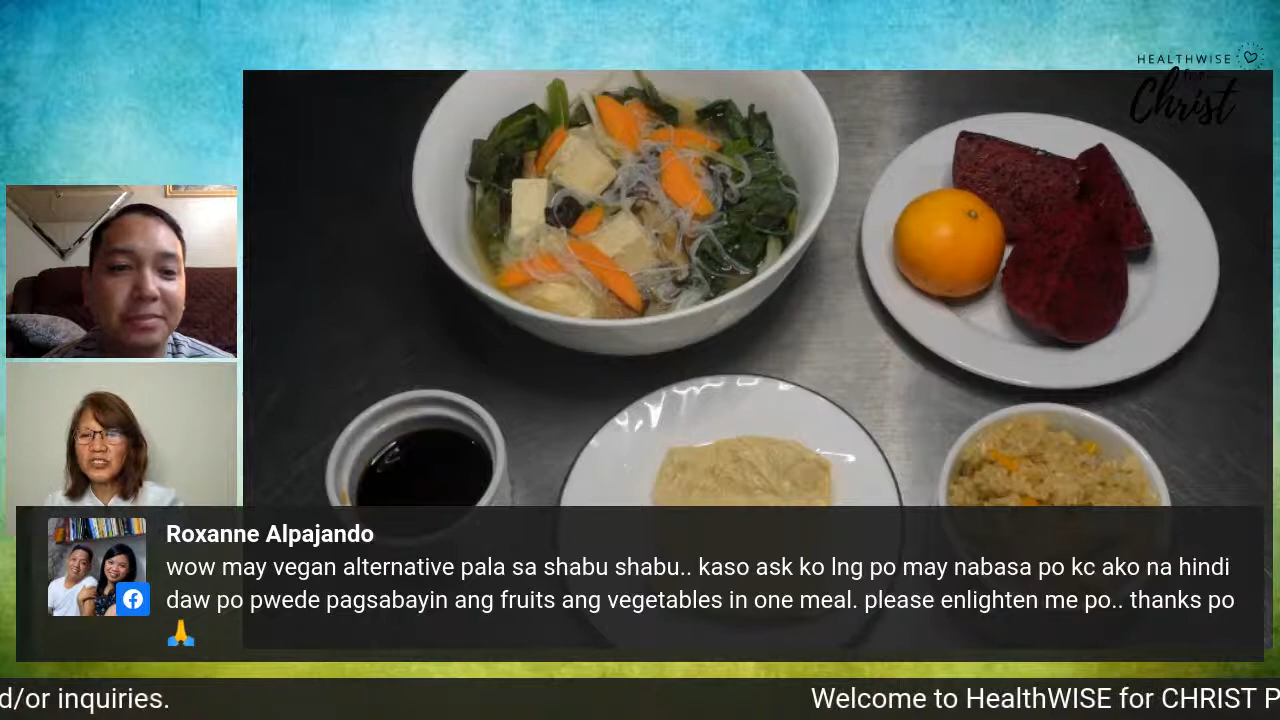 HEALTHWISE
for
Christ
Roxanne Alpajando
wow may vegan alternative pala sa shabu shabu.. kaso ask ko lng po may nabasa po kc ako na hindi
daw po pwede pagsabayin ang fruits ang vegetables in one meal. please enlighten me po.. thanks po
🙏
d/or inquiries.
Welcome to HealthWISE for CHRIST P